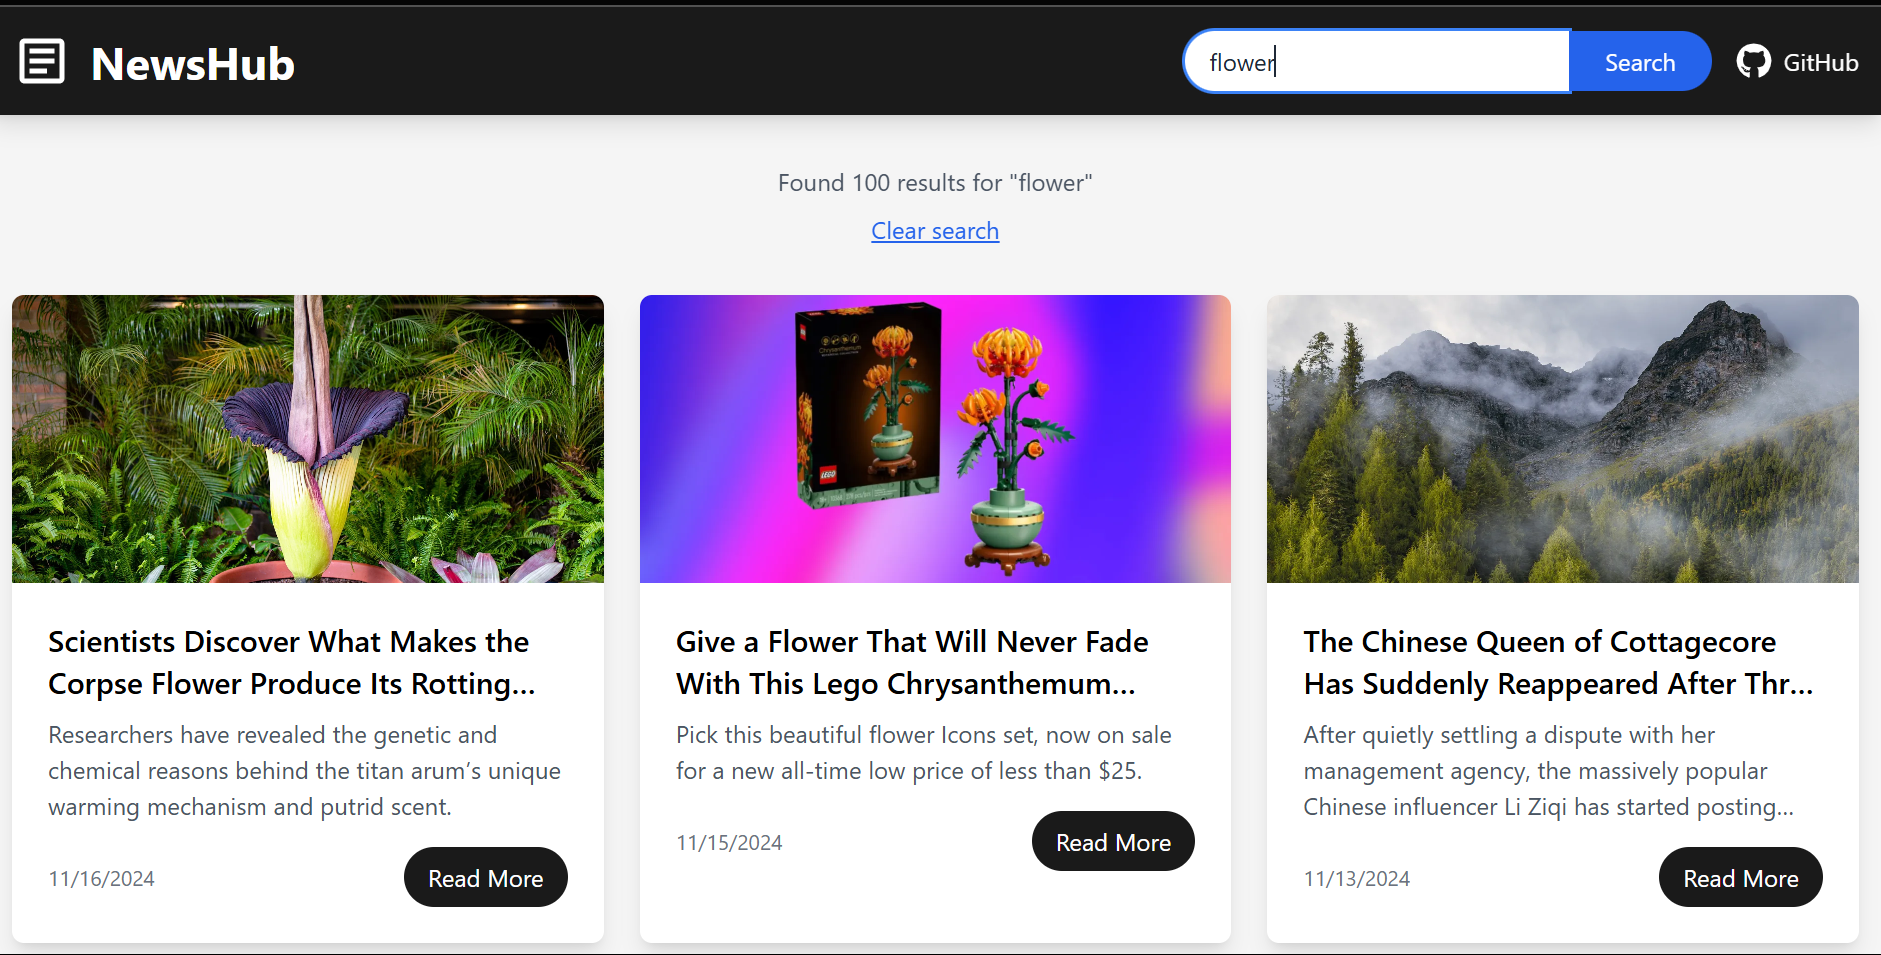 NewsHub
flower
Search
GitHub
Found 100 results for "flower"
Clear search
Chrysanthemum
LEGO
Scientists Discover What Makes the
Corpse Flower Produce Its Rotting...
Researchers have revealed the genetic and
chemical reasons behind the titan arum’s unique
warming mechanism and putrid scent.
11/16/2024
Read More
Give a Flower That Will Never Fade
With This Lego Chrysanthemum...
Pick this beautiful flower Icons set, now on sale
for a new all-time low price of less than $25.
11/15/2024
Read More
The Chinese Queen of Cottagecore
Has Suddenly Reappeared After Thr...
After quietly settling a dispute with her
management agency, the massively popular
Chinese influencer Li Ziqi has started posting...
11/13/2024
Read More